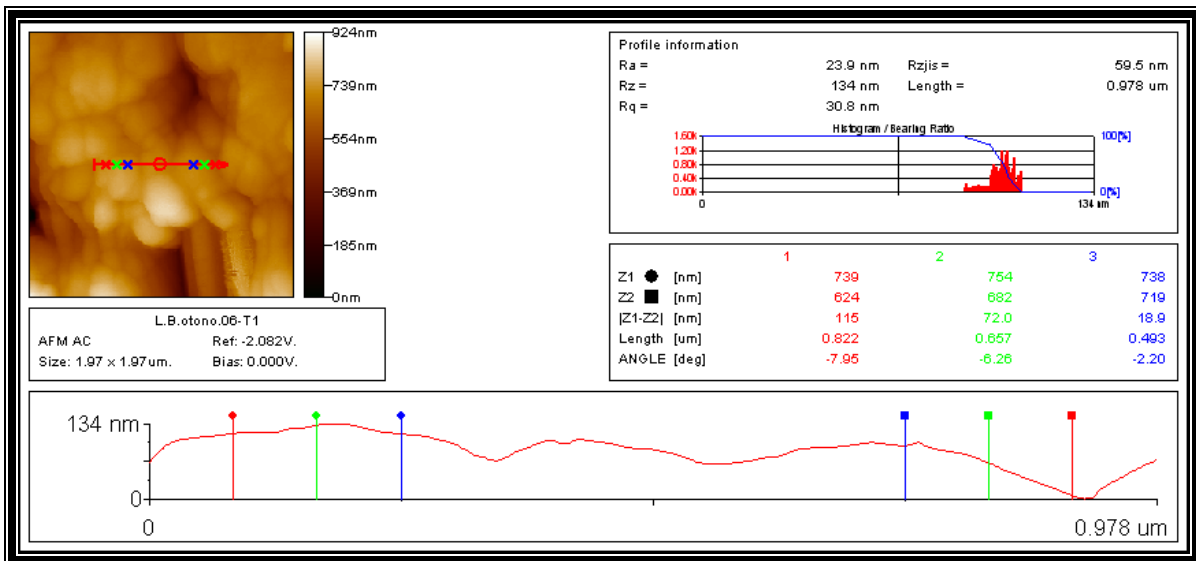 924nm
739nm
554nm
369nm
185nm
0nm
L.B.otono.06-T1
AFM AC Ref: -2.082V.
Size: 1.97 x 1.97um. Bias: 0.000V.
Profile information
Ra = 23.9 nm Rzjis = 59.5 nm
Rz = 134 nm Length = 0.978 um
Rq = 30.8 nm
Histogram / Bearing Ratio
1.60k 100[%]
1.20k
0.80k
0.40k
0.00k 0[%]
0 134 nm
1 2 3
Z1 [nm] 739 754 738
Z2 [nm] 624 682 719
|Z1-Z2| [nm] 115 72.0 18.9
Length [um] 0.822 0.657 0.493
ANGLE [deg] -7.95 -6.26 -2.20
134 nm
0
0 0.978 um